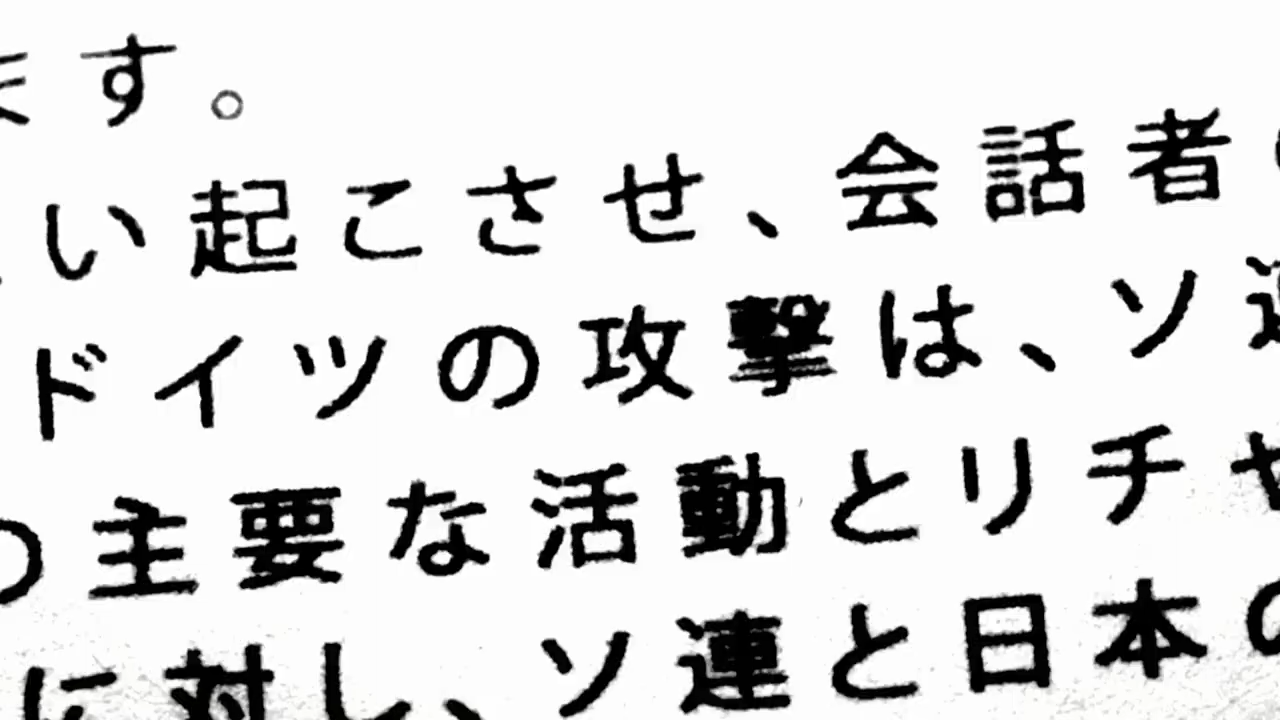 ます。
い起こさせ、会話者
ドイツの攻撃は、ソ連
の主要な活動とリチ
に対し、ソ連と日本の